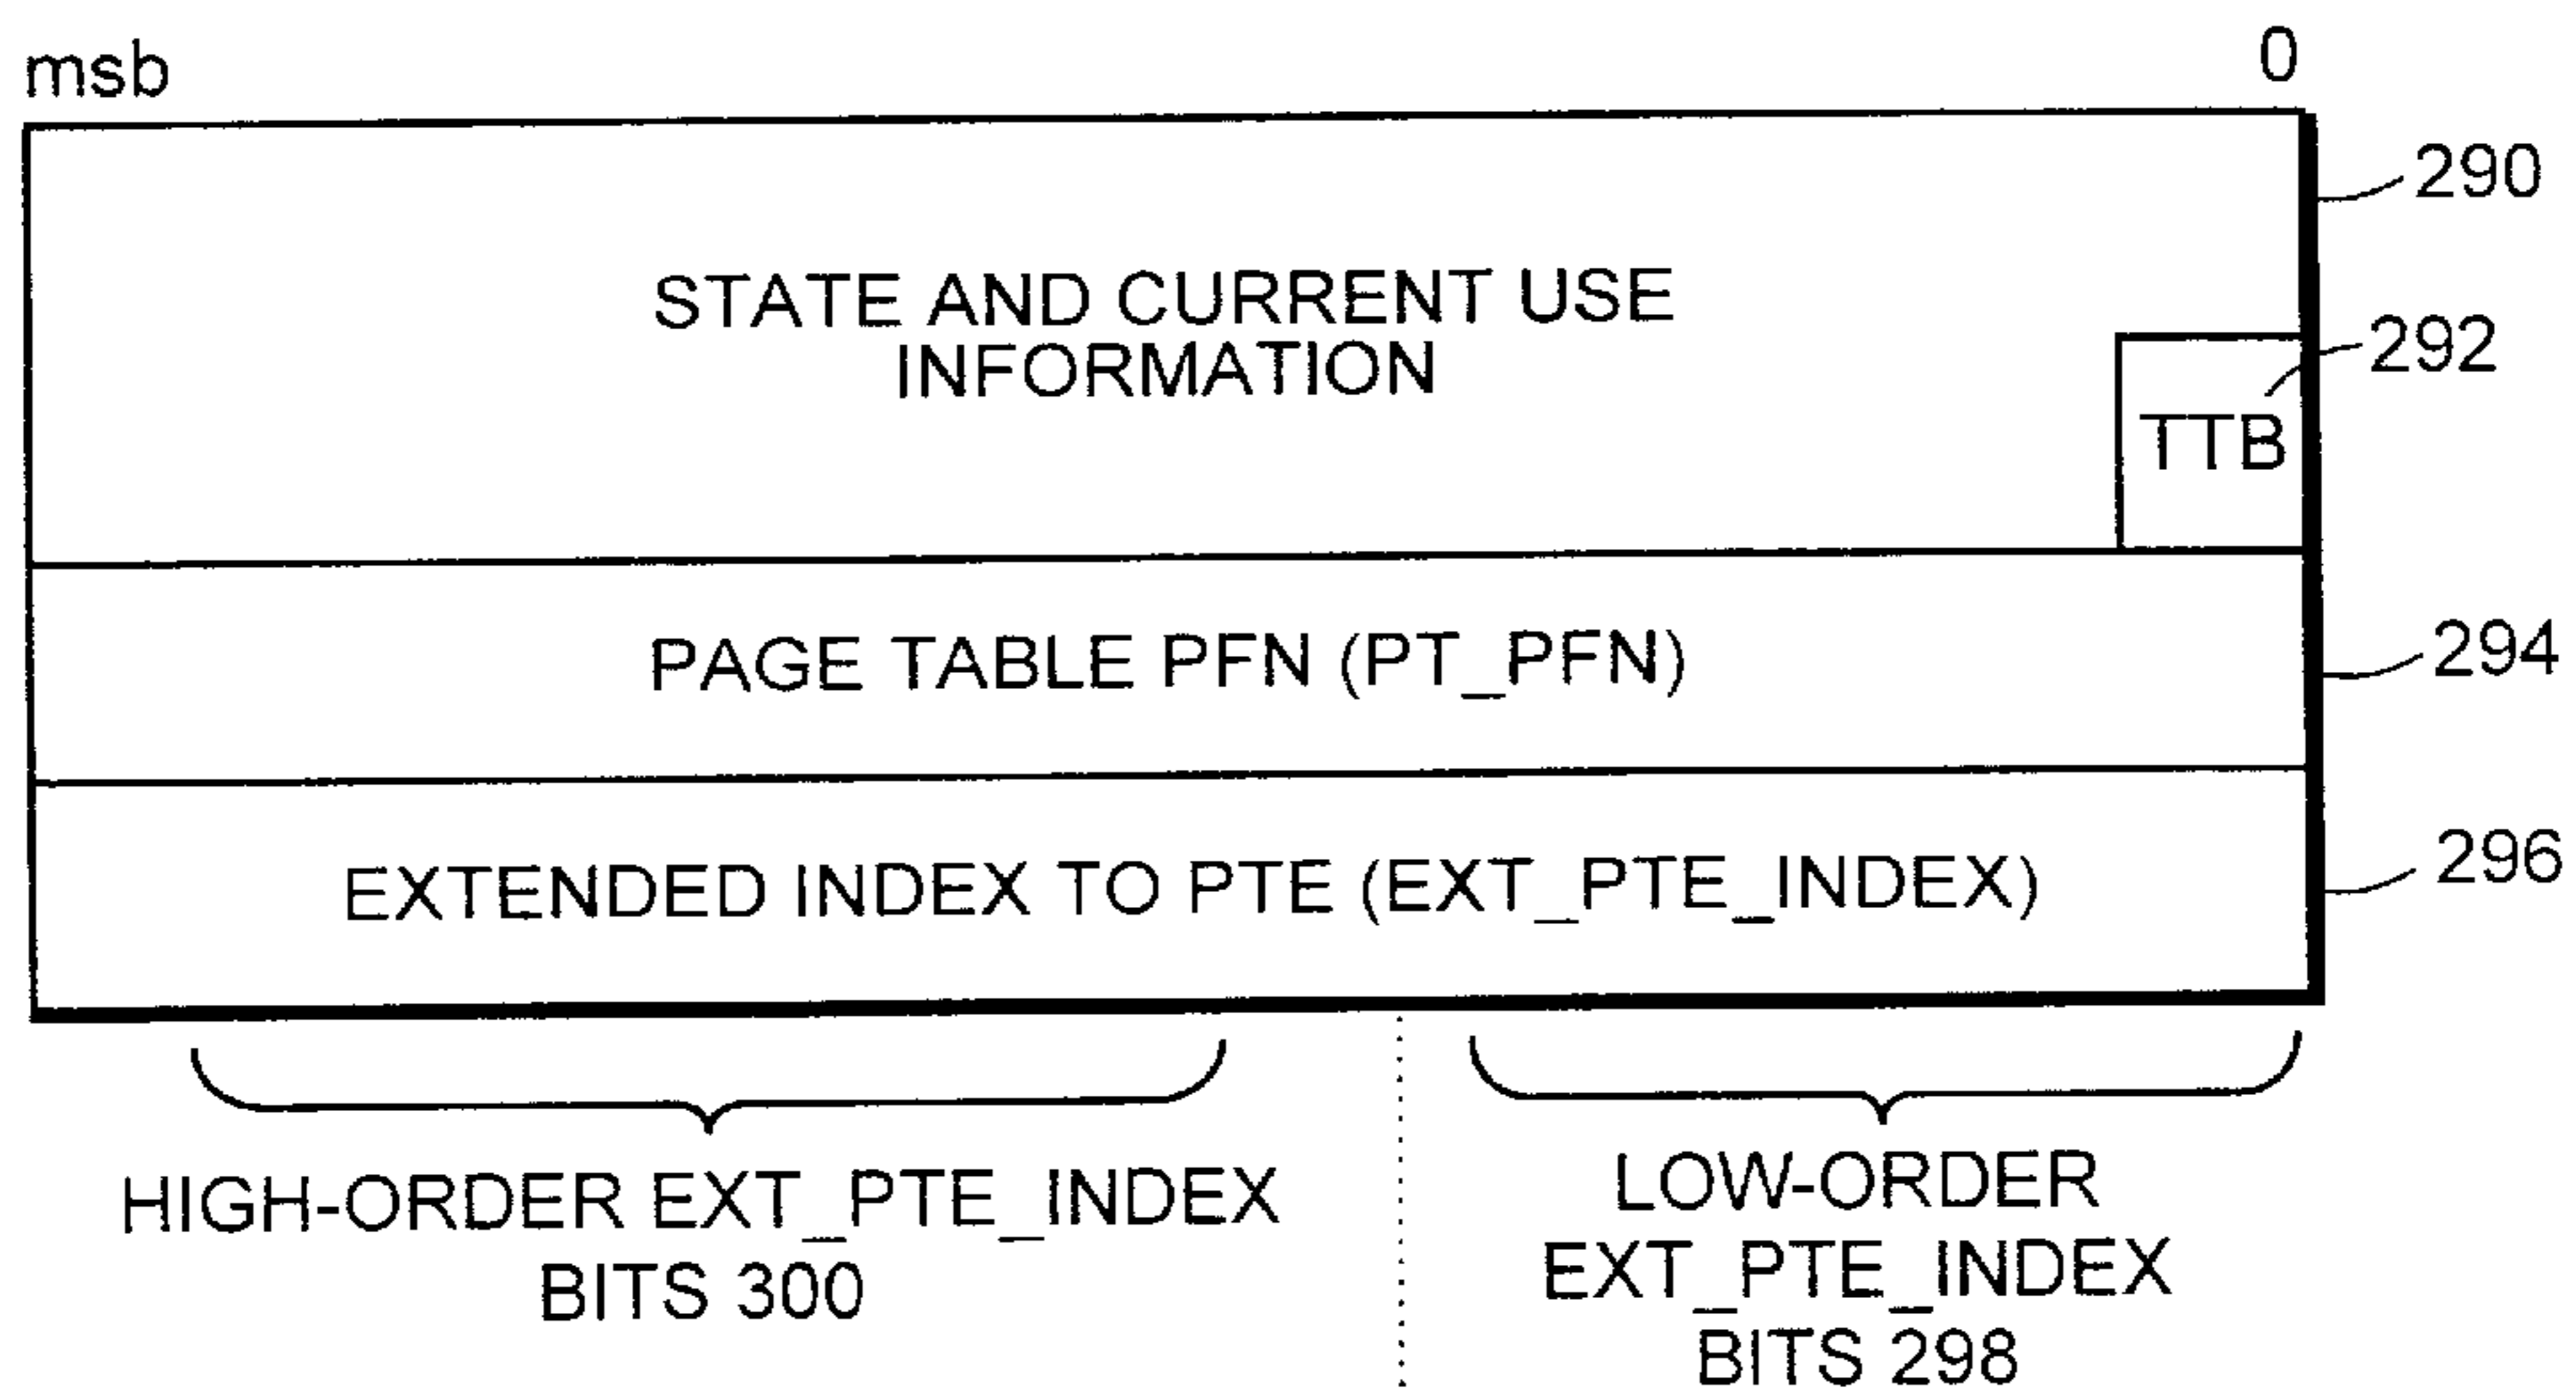 msb 0
290
STATE AND CURRENT USE
INFORMATION
292
TTB
PAGE TABLE PFN (PT_PFN)
294
EXTENDED INDEX TO PTE (EXT_PTE_INDEX)
296
HIGH-ORDER EXT_PTE_INDEX
BITS 300
LOW-ORDER
EXT_PTE_INDEX
BITS 298